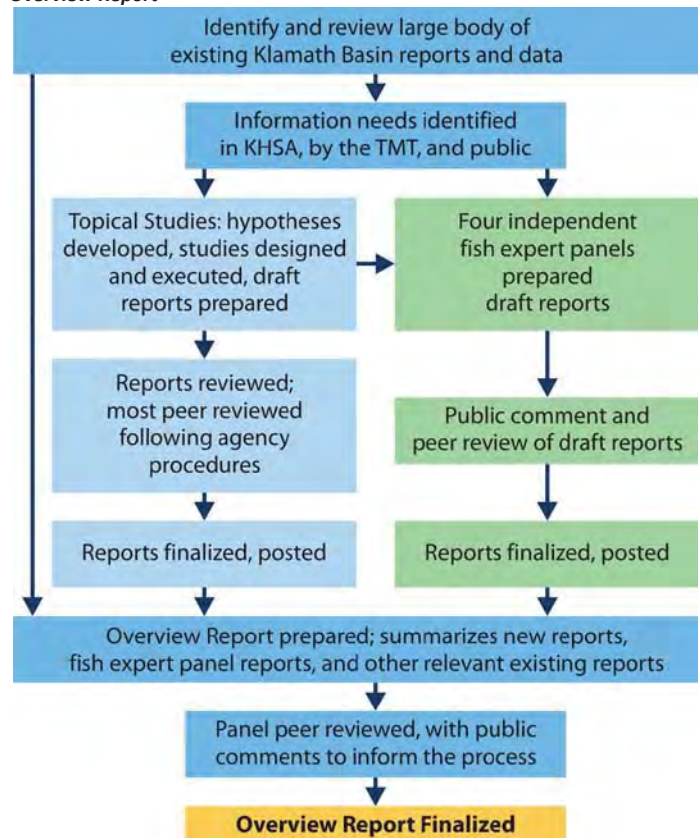 Overview Report
Identify and review large body of
existing Klamath Basin reports and data
Information needs identified
in KHSA, by the TMT, and public
Topical Studies: hypotheses
developed, studies designed
and executed, draft
reports prepared
Four independent
fish expert panels
prepared
draft reports
Reports reviewed;
most peer reviewed
following agency
procedures
Public comment and
peer review of draft reports
Reports finalized, posted
Reports finalized, posted
Overview Report prepared; summarizes new reports,
fish expert panel reports, and other relevant existing reports
Panel peer reviewed, with public
comments to inform the process
Overview Report Finalized